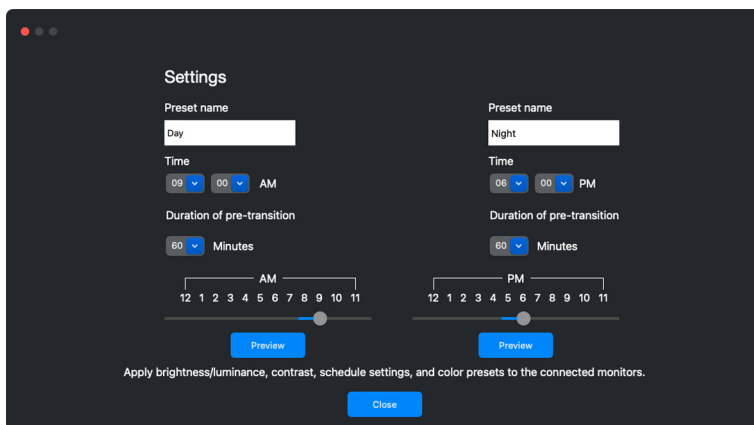 Settings
Preset name
Day
Time
09 00 AM
Duration of pre-transition
60 Minutes
AM
12 1 2 3 4 5 6 7 8 9 10 11
Preview
Preset name
Night
Time
06 00 PM
Duration of pre-transition
60 Minutes
PM
12 1 2 3 4 5 6 7 8 9 10 11
Preview
Apply brightness/luminance, contrast, schedule settings, and color presets to the connected monitors.
Close